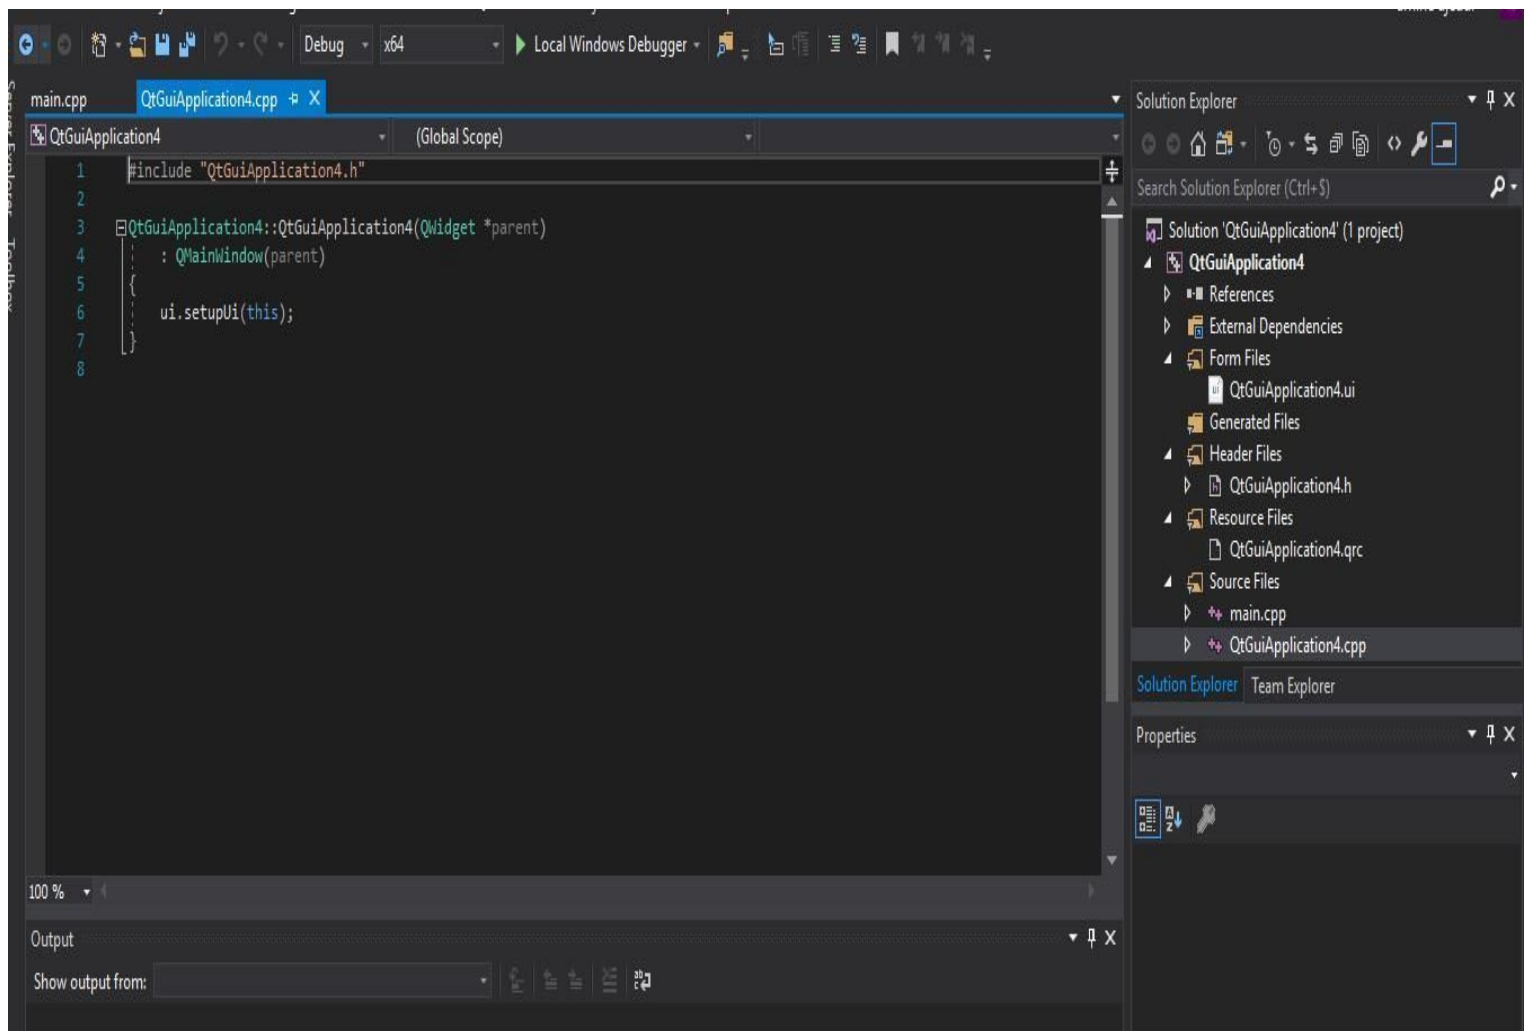 Debug x64 Local Windows Debugger
Server Explorer
Toolbox
main.cpp QtGuiApplication4.cpp
QtGuiApplication4 (Global Scope)
1 #include "QtGuiApplication4.h"
2
3 QtGuiApplication4::QtGuiApplication4(QWidget *parent)
4 : QMainWindow(parent)
5 {
6 ui.setupUi(this);
7 }
8
100 %
Output
Show output from:
Solution Explorer
Search Solution Explorer (Ctrl+$)
Solution 'QtGuiApplication4' (1 project)
QtGuiApplication4
References
External Dependencies
Form Files
QtGuiApplication4.ui
Generated Files
Header Files
QtGuiApplication4.h
Resource Files
QtGuiApplication4.qrc
Source Files
main.cpp
QtGuiApplication4.cpp
Solution Explorer Team Explorer
Properties